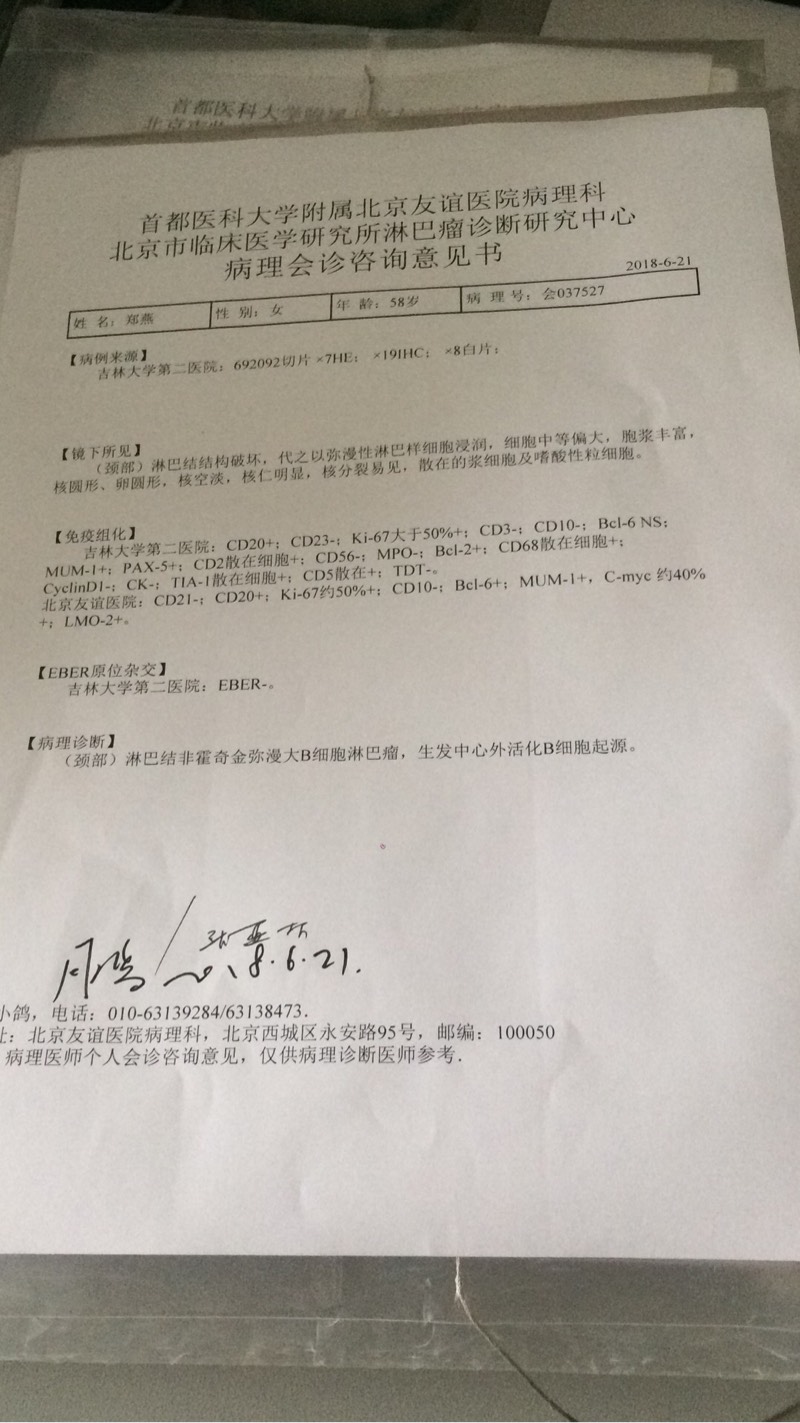 首都医科大学附属北京友谊医院病理科
北京市临床医学研究所淋巴瘤诊断研究中心
病理会诊咨询意见书
2018-6-21
姓 名：郑燕 性 别：女 年 龄：58岁 病 理 号：会037527
【病例来源】
吉林大学第二医院：692092切片 ×7HE； ×19IHC； ×8白片；
【镜下所见】
（颈部）淋巴结结构破坏，代之以弥漫性淋巴样细胞浸润，细胞中等偏大，胞浆丰富，
核圆形、卵圆形，核空淡，核仁明显，核分裂易见，散在的浆细胞及嗜酸性粒细胞。
【免疫组化】
吉林大学第二医院：CD20+；CD23-；Ki-67大于50%+；CD3-；CD10-；Bcl-6 NS；
MUM-1+；PAX-5+；CD2散在细胞+；CD56-；MPO-；Bcl-2+；CD68散在细胞+；
CyclinD1-；CK-；TIA-1散在细胞+；CD5散在+；TDT-。
北京友谊医院：CD21-；CD20+；Ki-67约50%+；CD10-；Bcl-6+；MUM-1+，C-myc 约40%
+；LMO-2+。
【EBER原位杂交】
吉林大学第二医院：EBER-。
【病理诊断】
（颈部）淋巴结非霍奇金弥漫大B细胞淋巴瘤，生发中心外活化B细胞起源。
8.6.21.
小鸽，电话：010-63139284/63138473.
址：北京友谊医院病理科，北京西城区永安路95号，邮编：100050
病理医师个人会诊咨询意见，仅供病理诊断医师参考.